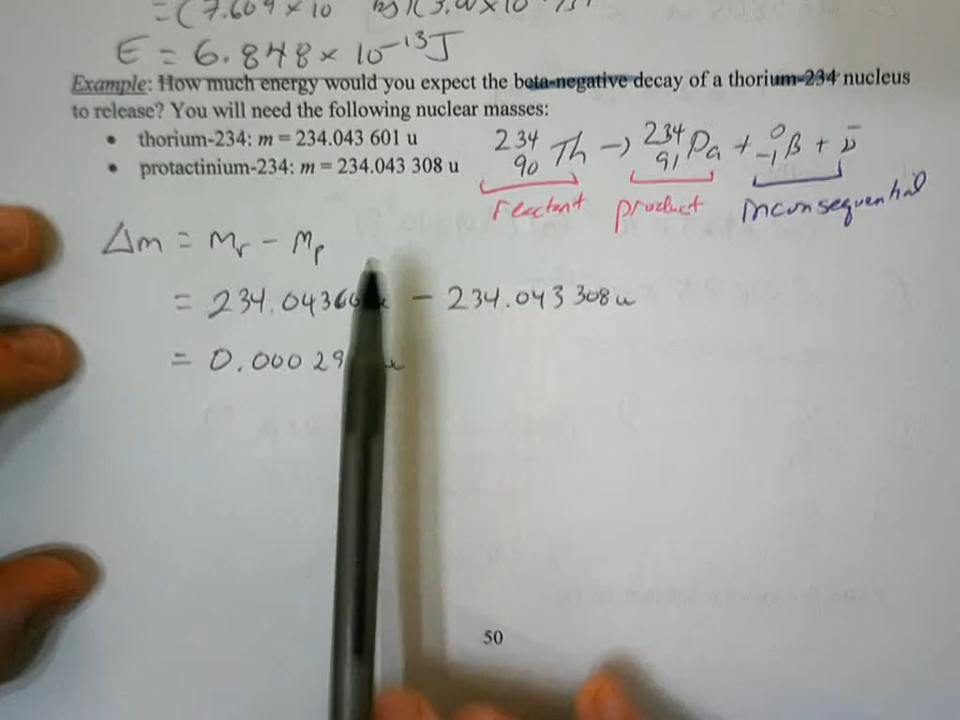 E = 6.848 × 10⁻¹³ J
Example: How much energy would you expect the beta-negative decay of a thorium-234 nucleus
to release? You will need the following nuclear masses:
• thorium-234: m = 234.043 601 u
• protactinium-234: m = 234.043 308 u
²³⁴₉₀Th → ²³⁴₉₁Pa + ⁰₋₁β + ν̄
reactant product inconsequential
Δm = mᵣ − mₚ
= 234.04360 − 234.043 308 u
= 0.000 29 u
50